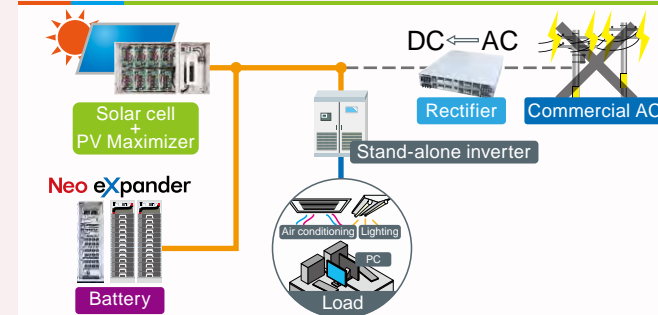 DC⇐AC
Solar cell
+
PV Maximizer
Rectifier
Commercial AC
Stand-alone inverter
Neo eXpander
Air conditioning
Lighting
PC
Battery
Load